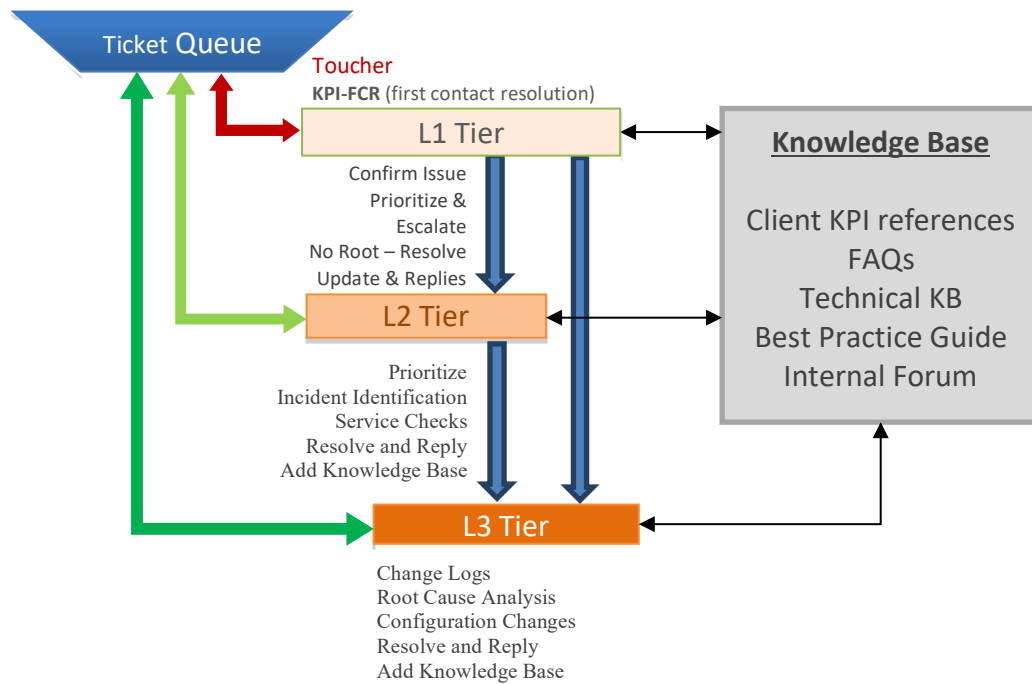 Ticket Queue
Toucher
KPI-FCR (first contact resolution)
L1 Tier
Confirm Issue
Prioritize &
Escalate
No Root – Resolve
Update & Replies
L2 Tier
Prioritize
Incident Identification
Service Checks
Resolve and Reply
Add Knowledge Base
L3 Tier
Change Logs
Root Cause Analysis
Configuration Changes
Resolve and Reply
Add Knowledge Base
Knowledge Base
Client KPI references
FAQs
Technical KB
Best Practice Guide
Internal Forum